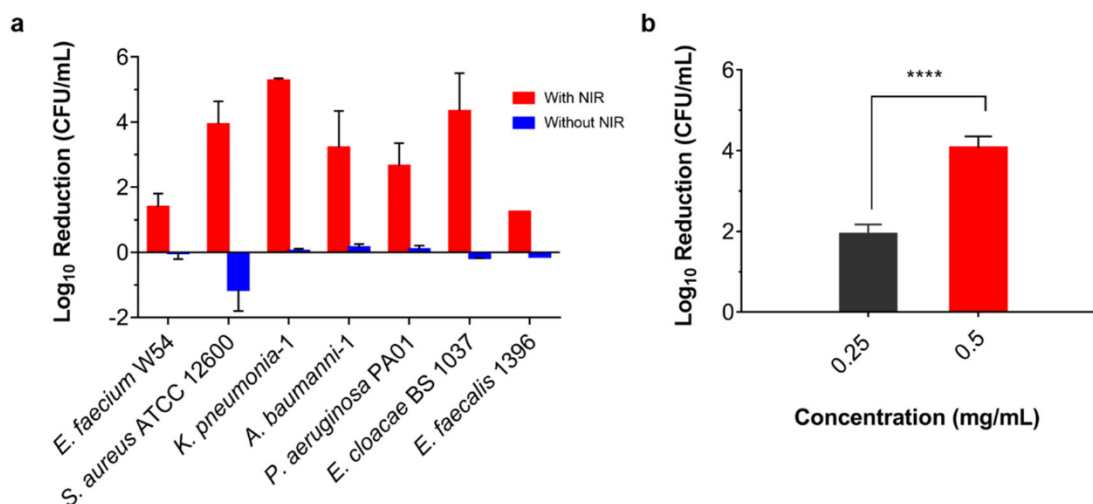 a
Log10 Reduction (CFU/mL)
6
4
2
0
-2
With NIR
Without NIR
E. faecium W54
S. aureus ATCC 12600
K. pneumonia-1
A. baumanni-1
P. aeruginosa PA01
E. cloacae BS 1037
E. faecalis 1396
b
Log10 Reduction (CFU/mL)
6
4
2
0
****
0.25
0.5
Concentration (mg/mL)